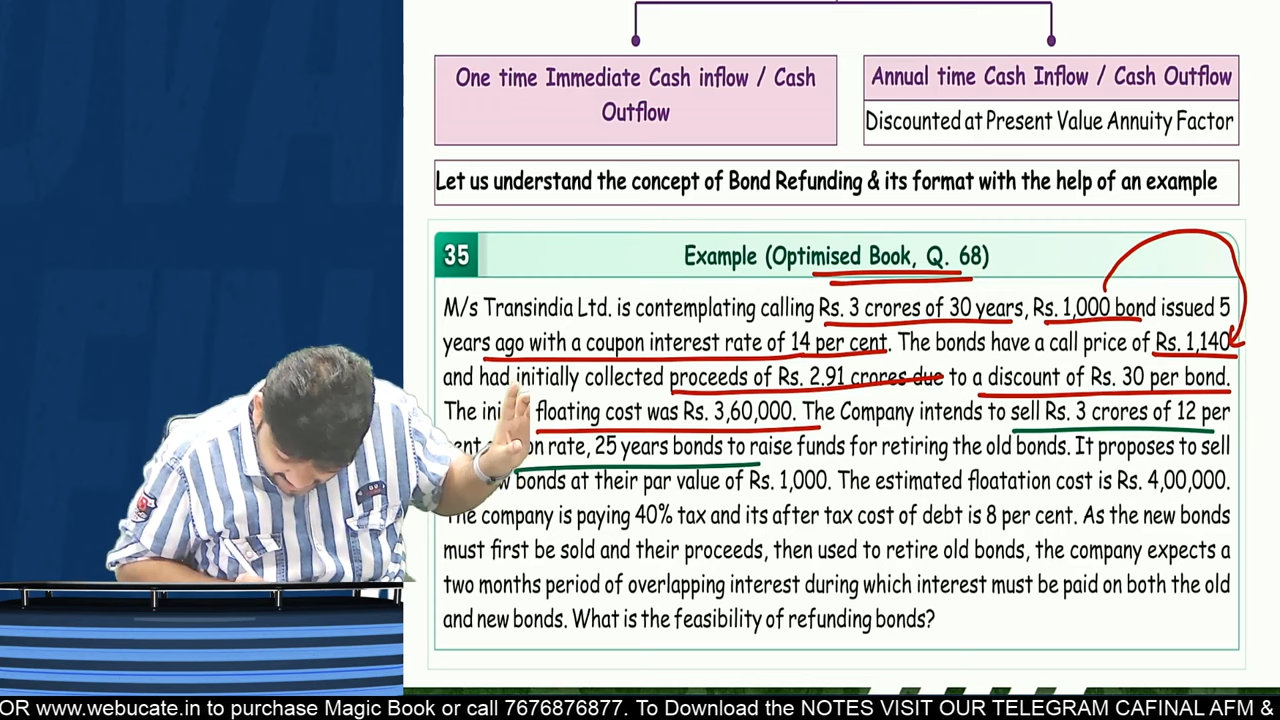 One time Immediate Cash inflow / Cash
Outflow
Annual time Cash Inflow / Cash Outflow
Discounted at Present Value Annuity Factor
Let us understand the concept of Bond Refunding & its format with the help of an example
35
Example (Optimised Book, Q. 68)
M/s Transindia Ltd. is contemplating calling Rs. 3 crores of 30 years, Rs. 1,000 bond issued 5
years ago with a coupon interest rate of 14 per cent. The bonds have a call price of Rs. 1,140
and had initially collected proceeds of Rs. 2.91 crores due to a discount of Rs. 30 per bond.
The floating cost was Rs. 3,60,000. The Company intends to sell Rs. 3 crores of 12 per
rate, 25 years bonds to raise funds for retiring the old bonds. It proposes to sell
bonds at their par value of Rs. 1,000. The estimated floatation cost is Rs. 4,00,000.
The company is paying 40% tax and its after tax cost of debt is 8 per cent. As the new bonds
must first be sold and their proceeds, then used to retire old bonds, the company expects a
two months period of overlapping interest during which interest must be paid on both the old
and new bonds. What is the feasibility of refunding bonds?
OR www.webucate.in to purchase Magic Book or call 7676876877. To Download the NOTES VISIT OUR TELEGRAM CAFINAL AFM &